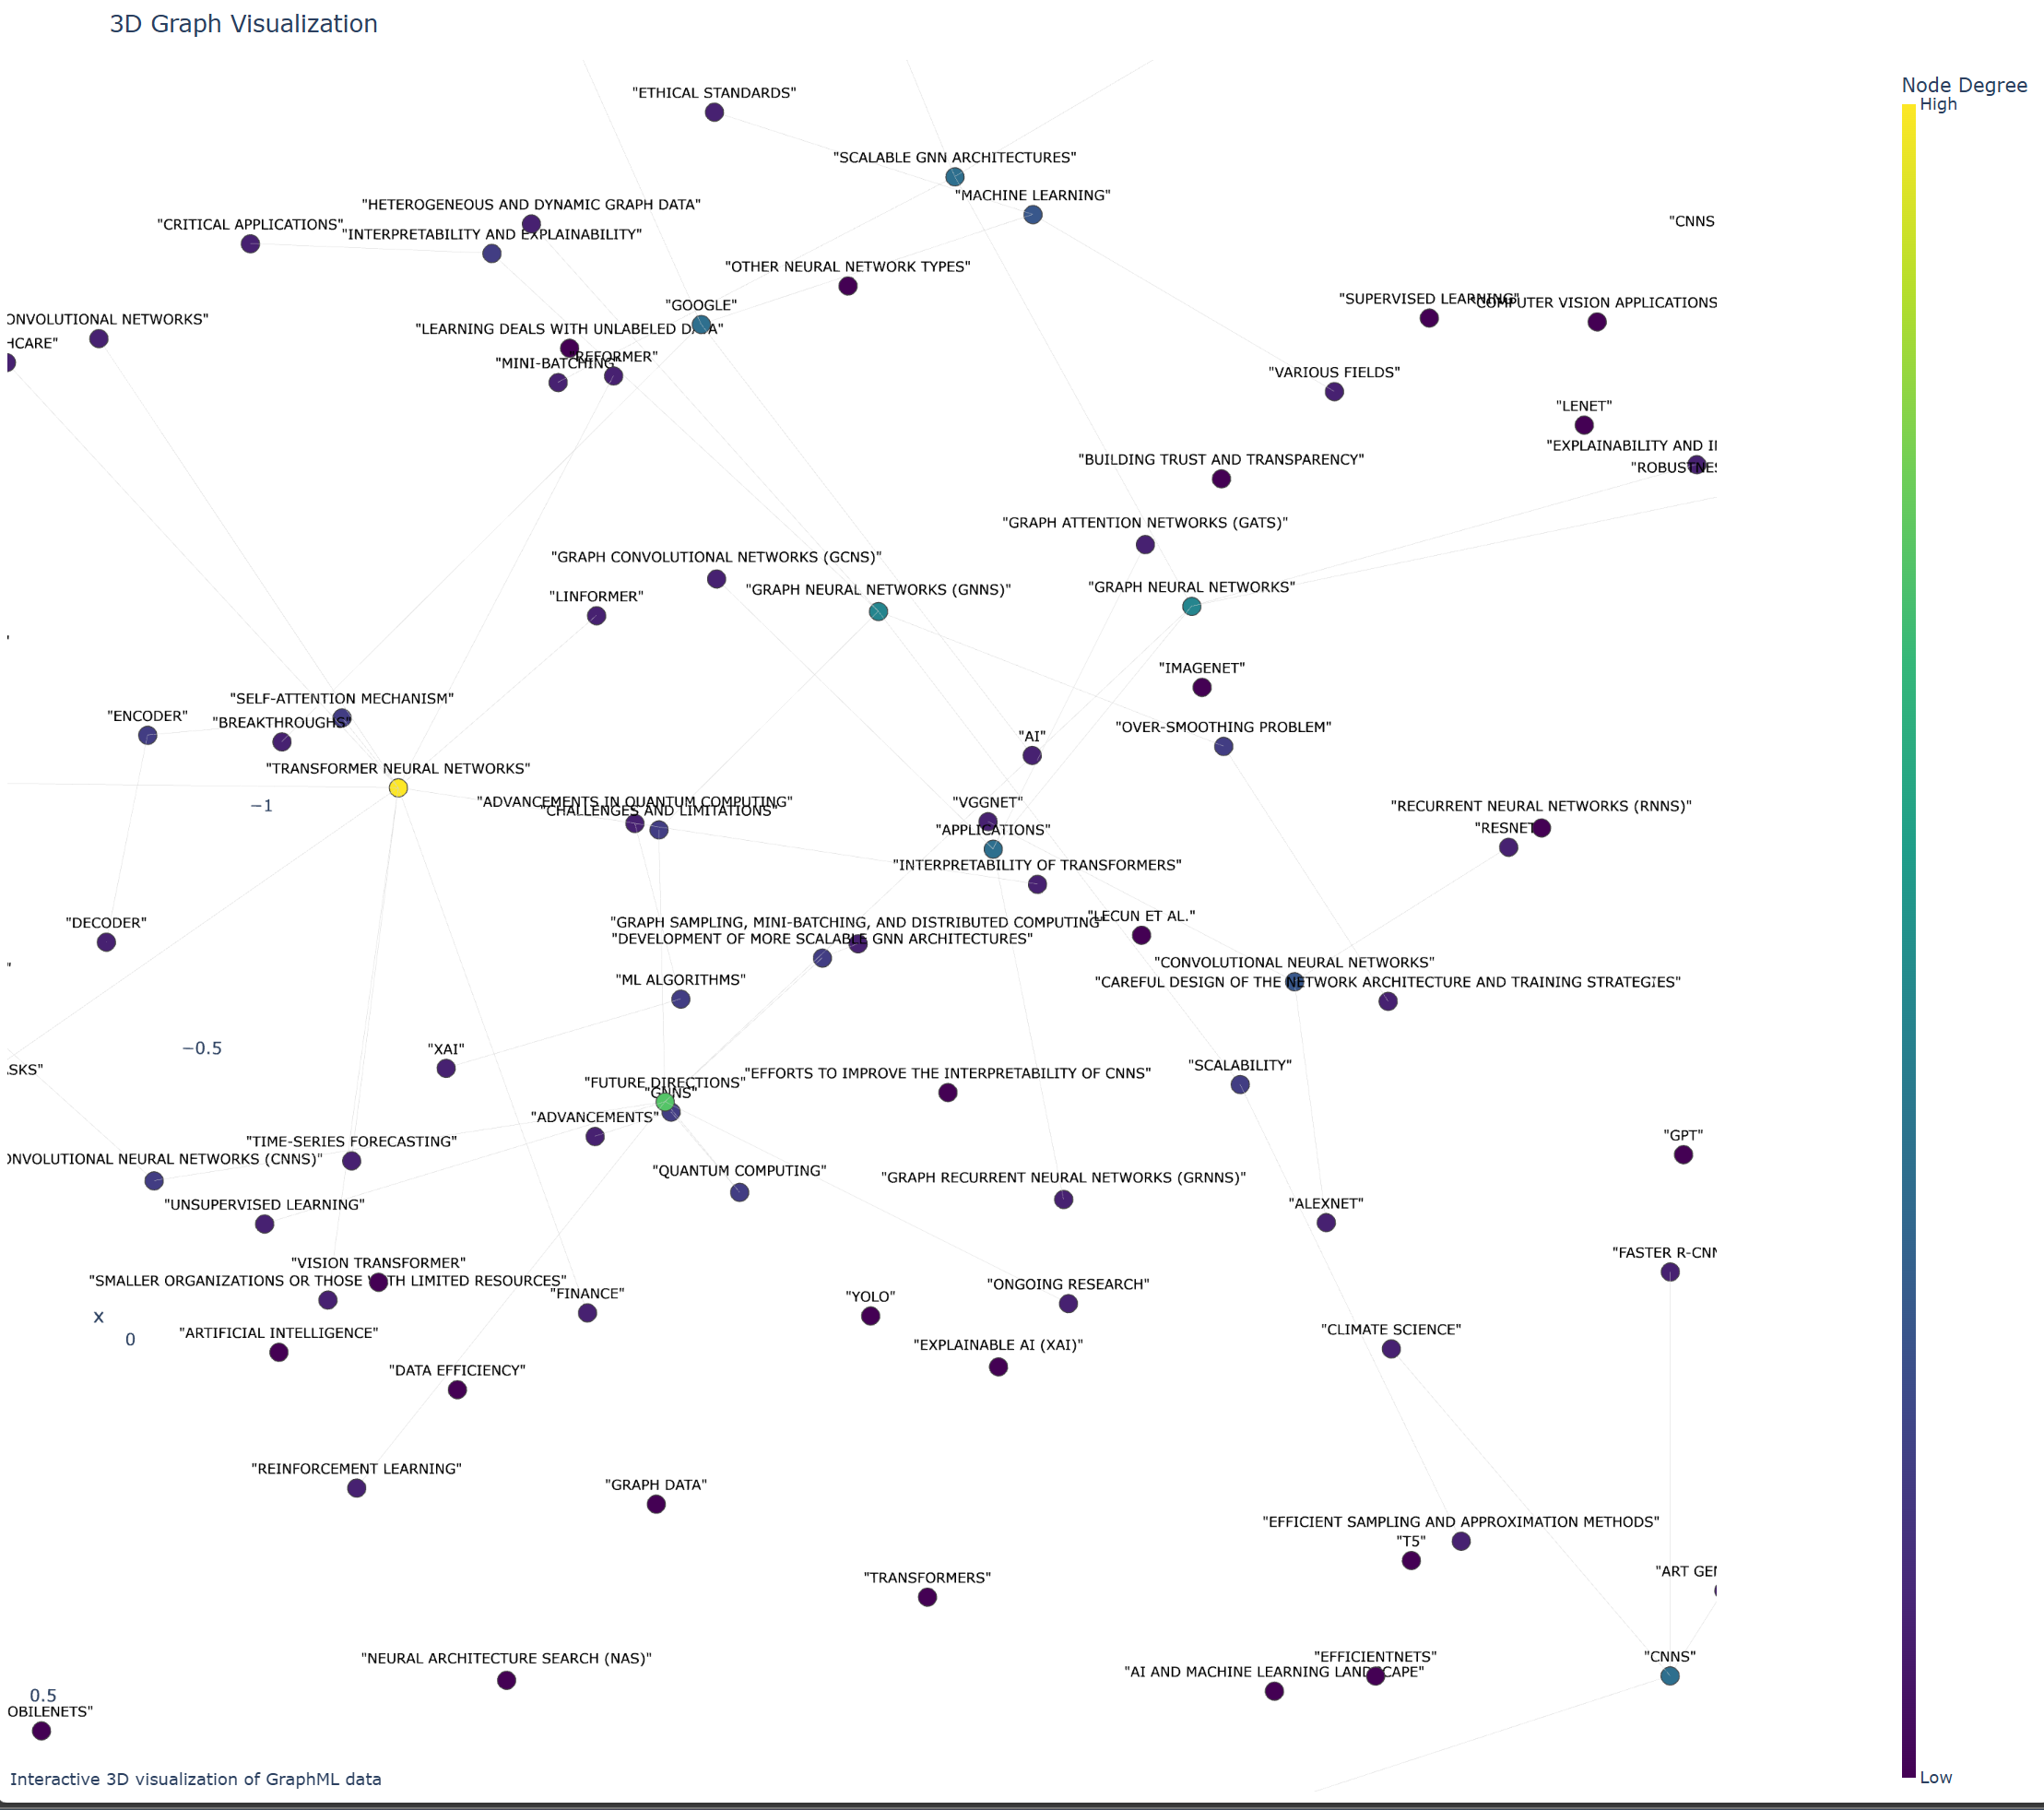 3D Graph Visualization
Node Degree
High
"ETHICAL STANDARDS"
"SCALABLE GNN ARCHITECTURES"
"MACHINE LEARNING"
"HETEROGENEOUS AND DYNAMIC GRAPH DATA"
"CRITICAL APPLICATIONS"
"INTERPRETABILITY AND EXPLAINABILITY"
"CNNS
"OTHER NEURAL NETWORK TYPES"
"SUPERVISED LEARNING"
"COMPUTER VISION APPLICATIONS
"GOOGLE"
ONVOLUTIONAL NETWORKS"
"LEARNING DEALS WITH UNLABELED DATA"
HCARE"
"REFORMER"
"MINI-BATCHING"
"VARIOUS FIELDS"
"LENET"
"EXPLAINABILITY AND I
"BUILDING TRUST AND TRANSPARENCY"
"ROBUSTNES
"GRAPH ATTENTION NETWORKS (GATS)"
"GRAPH CONVOLUTIONAL NETWORKS (GCNS)"
"GRAPH NEURAL NETWORKS (GNNS)"
"GRAPH NEURAL NETWORKS"
"LINFORMER"
"IMAGENET"
"SELF-ATTENTION MECHANISM"
"ENCODER"
"BREAKTHROUGHS"
"OVER-SMOOTHING PROBLEM"
"AI"
"TRANSFORMER NEURAL NETWORKS"
−1
"ADVANCEMENTS IN QUANTUM COMPUTING"
"CHALLENGES AND LIMITATIONS"
"VGGNET"
"RECURRENT NEURAL NETWORKS (RNNS)"
"RESNET"
"APPLICATIONS"
"INTERPRETABILITY OF TRANSFORMERS"
"DECODER"
"GRAPH SAMPLING, MINI-BATCHING, AND DISTRIBUTED COMPUTING"
"LECUN ET AL."
"DEVELOPMENT OF MORE SCALABLE GNN ARCHITECTURES"
"CONVOLUTIONAL NEURAL NETWORKS"
"ML ALGORITHMS"
"CAREFUL DESIGN OF THE NETWORK ARCHITECTURE AND TRAINING STRATEGIES"
−0.5
"XAI"
ASKS"
"SCALABILITY"
"EFFORTS TO IMPROVE THE INTERPRETABILITY OF CNNS"
"FUTURE DIRECTIONS"
"GNNS"
"ADVANCEMENTS"
"TIME-SERIES FORECASTING"
"GPT"
ONVOLUTIONAL NEURAL NETWORKS (CNNS)"
"QUANTUM COMPUTING"
"GRAPH RECURRENT NEURAL NETWORKS (GRNNS)"
"UNSUPERVISED LEARNING"
"ALEXNET"
"FASTER R-CNN
"VISION TRANSFORMER"
"SMALLER ORGANIZATIONS OR THOSE WITH LIMITED RESOURCES"
"ONGOING RESEARCH"
"FINANCE"
"YOLO"
x
0
"ARTIFICIAL INTELLIGENCE"
"CLIMATE SCIENCE"
"EXPLAINABLE AI (XAI)"
"DATA EFFICIENCY"
"REINFORCEMENT LEARNING"
"GRAPH DATA"
"EFFICIENT SAMPLING AND APPROXIMATION METHODS"
"T5"
"ART GE
"TRANSFORMERS"
"NEURAL ARCHITECTURE SEARCH (NAS)"
"EFFICIENTNETS"
"CNNS"
"AI AND MACHINE LEARNING LANDSCAPE"
0.5
OBILENETS"
Interactive 3D visualization of GraphML data
Low